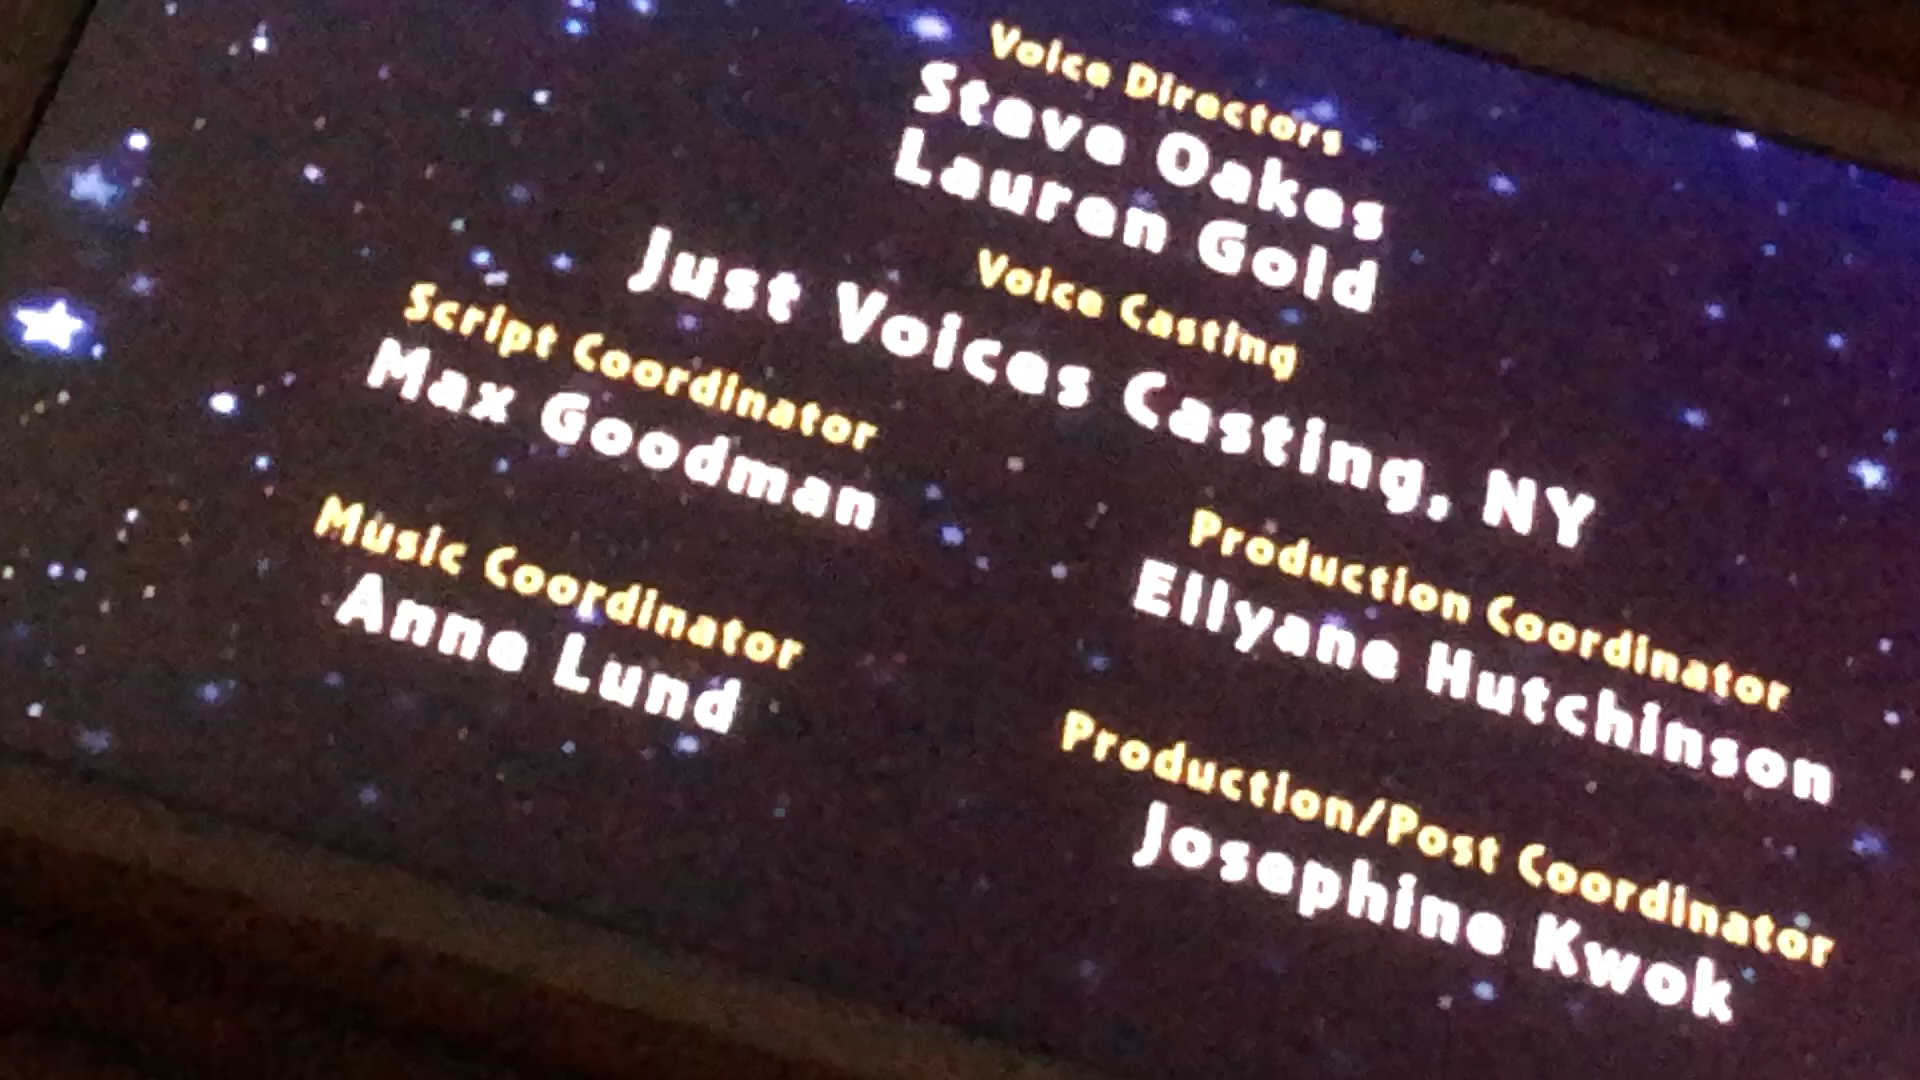 Voice Directors
Steve Oakes
Lauren Gold
Voice Casting
Just Voices Casting, NY
Script Coordinator
Max Goodman
Production Coordinator
Ellyane Hutchinson
Music Coordinator
Anne Lund
Production/Post Coordinator
Josephine Kwok